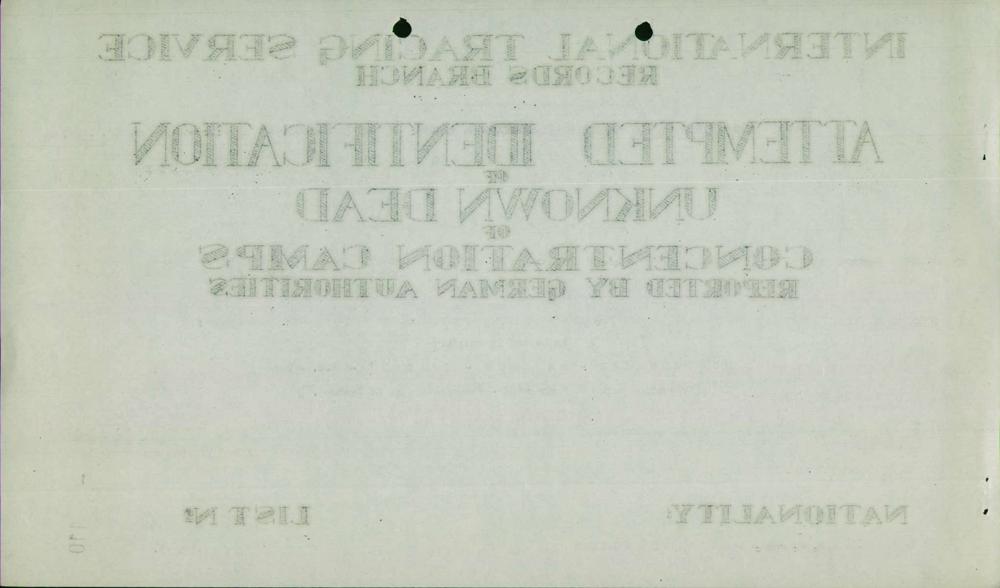 INTERNATIONAL TRACING SERVICE
RECORDS BRANCH
ATTEMPTED IDENTIFICATION
OF
UNKNOWN DEAD
OF
CONCENTRATION CAMPS
REPORTED BY GERMAN AUTHORITIES
NATIONALITY: LIST Nº